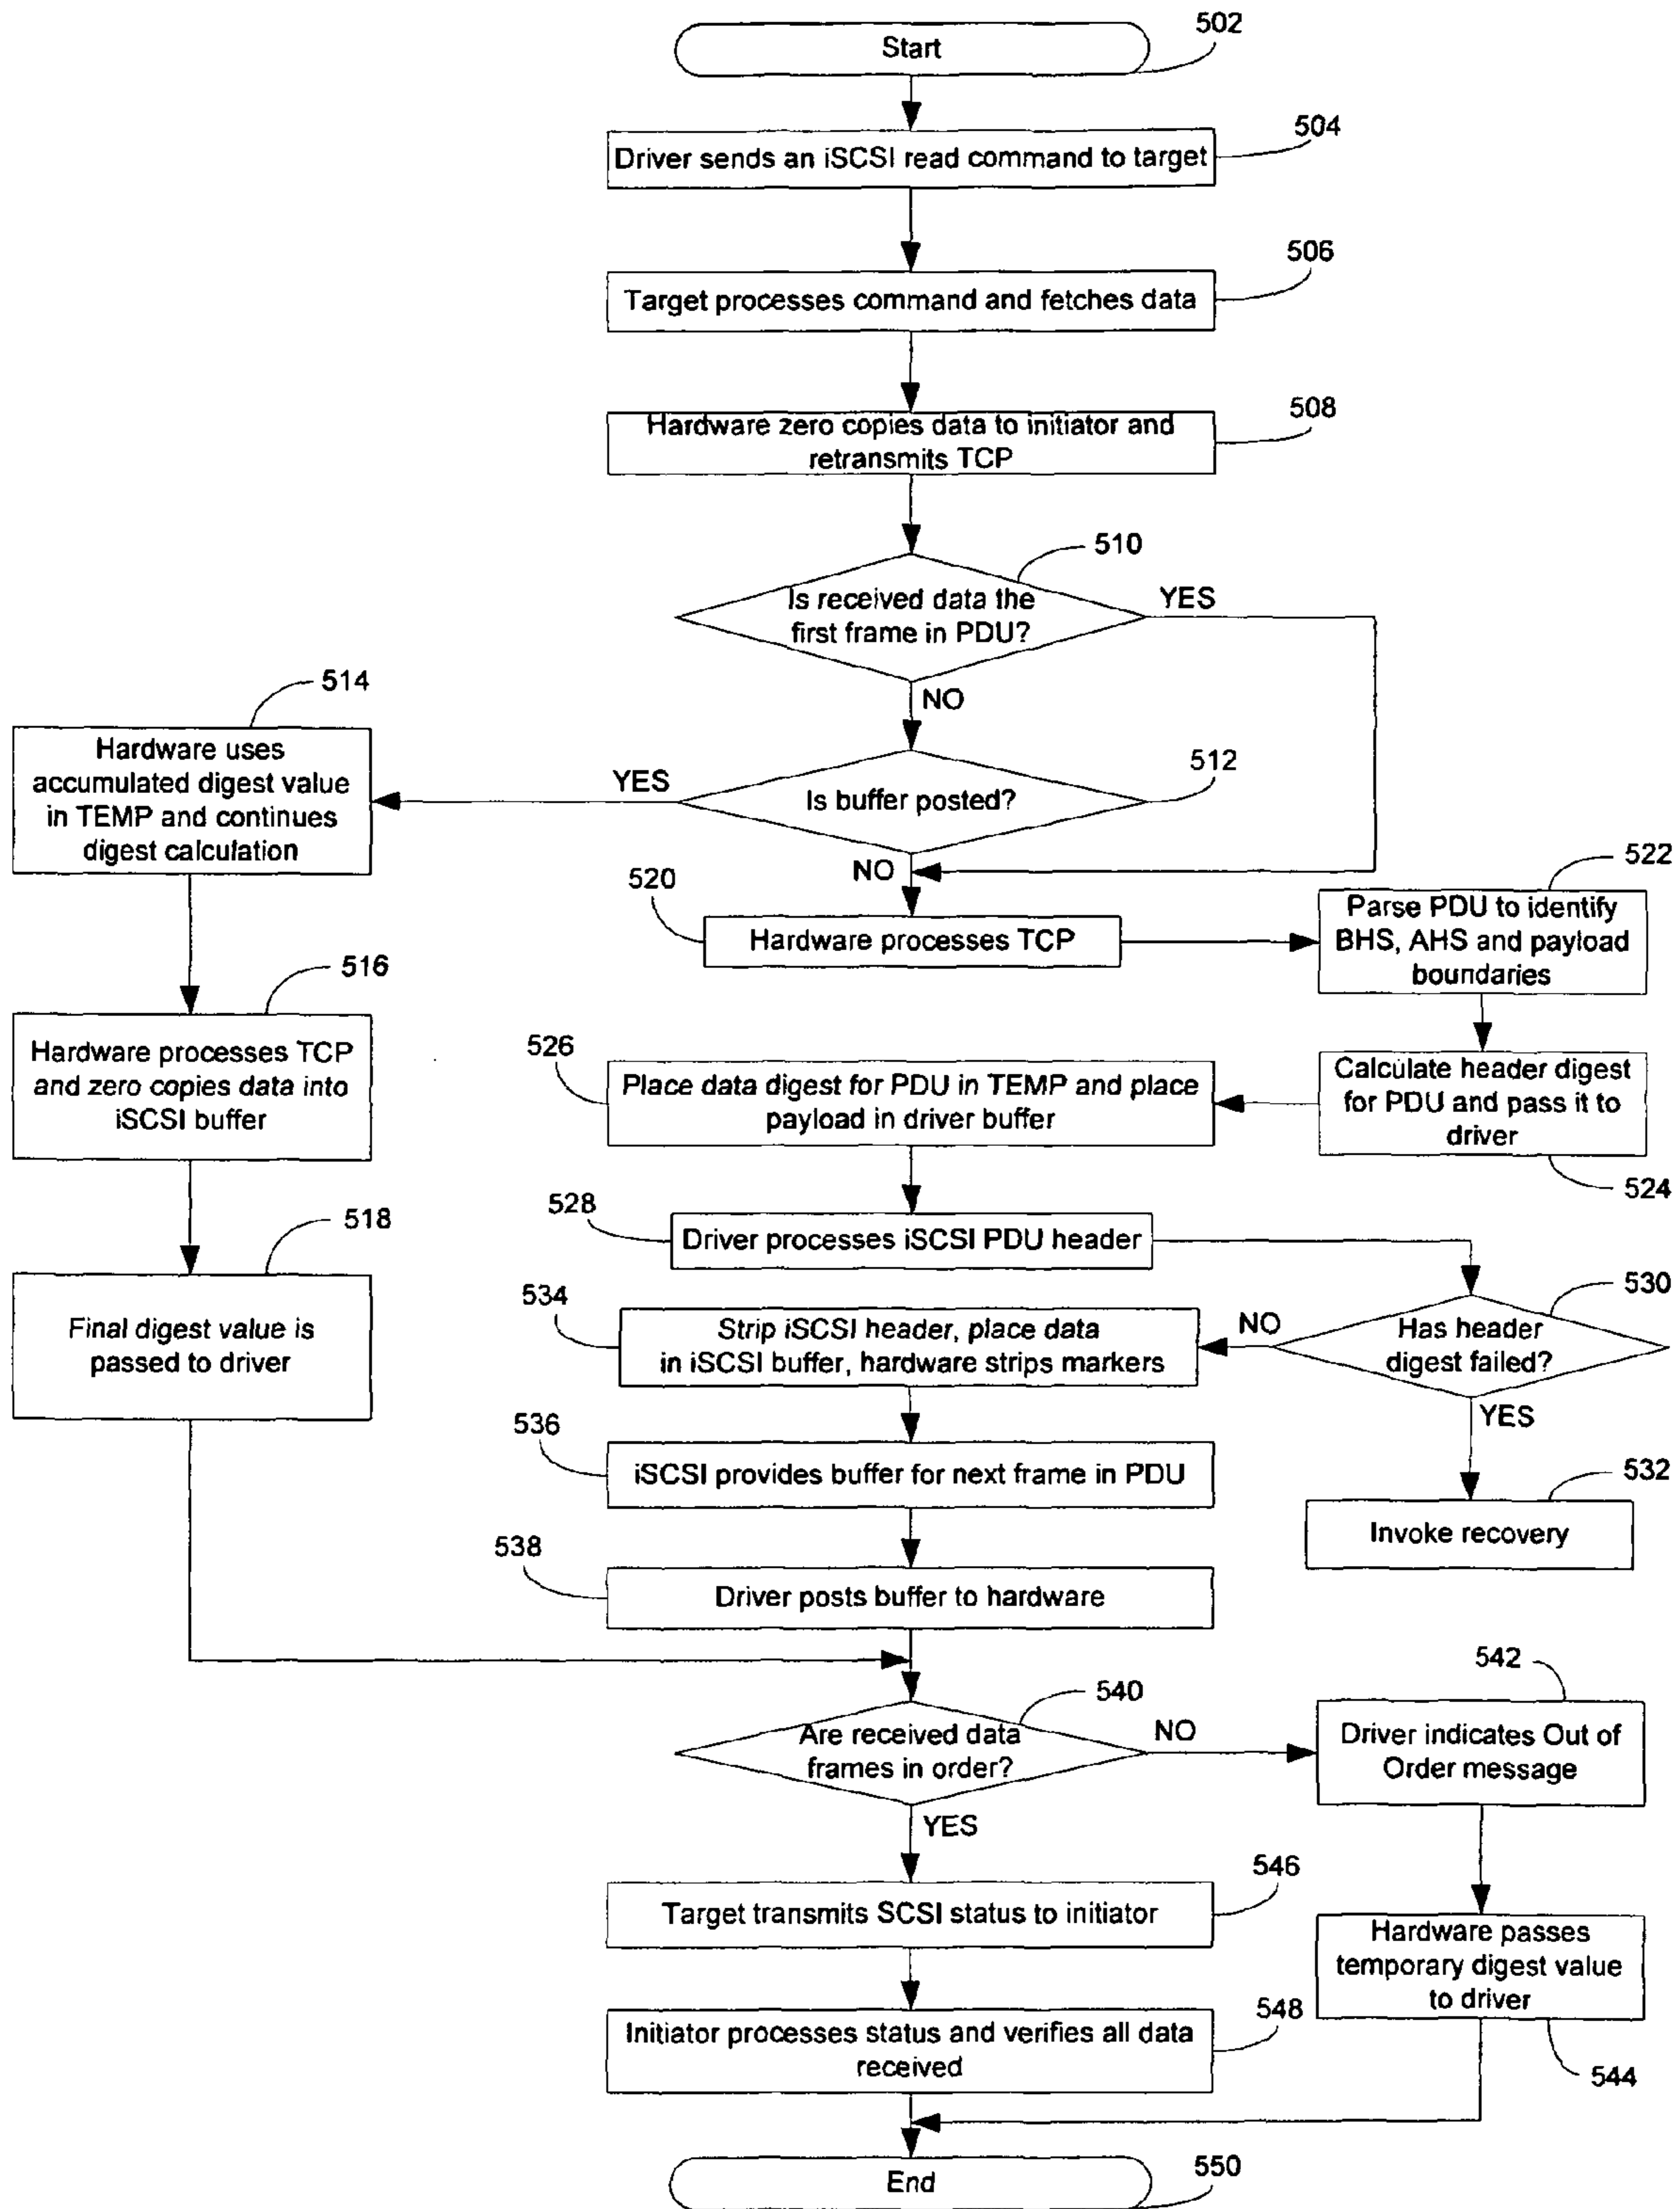 502
Start
504
Driver sends an iSCSI read command to target
506
Target processes command and fetches data
508
Hardware zero copies data to initiator and
retransmits TCP
510
Is received data the
first frame in PDU?
YES
NO
514
Hardware uses
accumulated digest value
in TEMP and continues
digest calculation
YES
512
Is buffer posted?
NO
520
Hardware processes TCP
522
Parse PDU to identify
BHS, AHS and payload
boundaries
516
Hardware processes TCP
and zero copies data into
iSCSI buffer
526
Place data digest for PDU in TEMP and place
payload in driver buffer
Calculate header digest
for PDU and pass it to
driver
524
518
Final digest value is
passed to driver
528
Driver processes iSCSI PDU header
530
Has header
digest failed?
NO
YES
534
Strip iSCSI header, place data
in iSCSI buffer, hardware strips markers
536
iSCSI provides buffer for next frame in PDU
532
Invoke recovery
538
Driver posts buffer to hardware
540
Are received data
frames in order?
NO
YES
542
Driver indicates Out of
Order message
546
Target transmits SCSI status to initiator
Hardware passes
temporary digest value
to driver
544
548
Initiator processes status and verifies all data
received
End
550